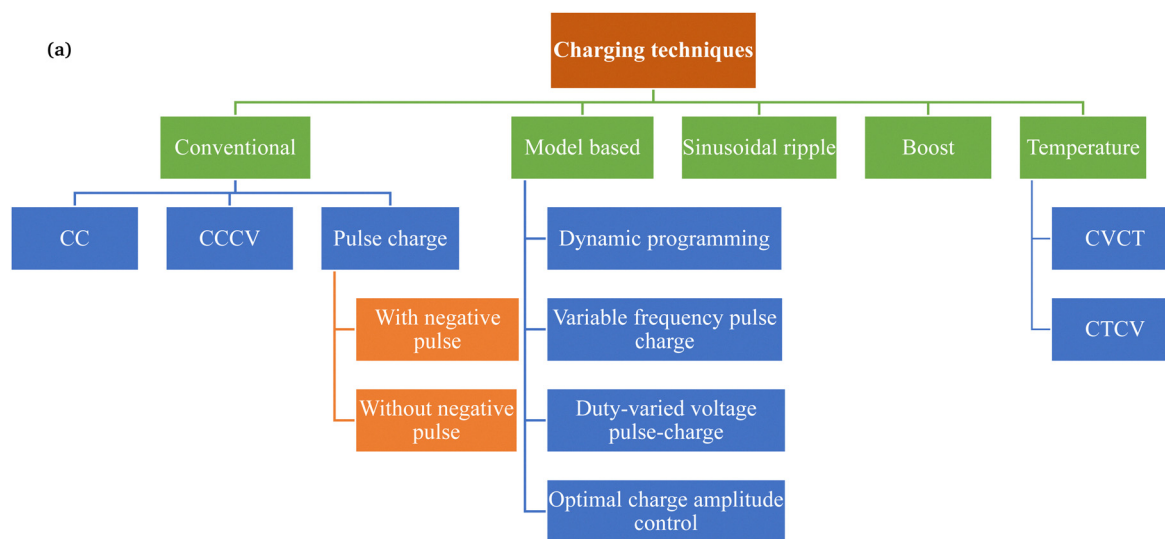 (a)
Charging techniques
Conventional
Model based
Sinusoidal ripple
Boost
Temperature
CC
CCCV
Pulse charge
Dynamic programming
CVCT
With negative
pulse
Variable frequency pulse
charge
CTCV
Without negative
pulse
Duty-varied voltage
pulse-charge
Optimal charge amplitude
control